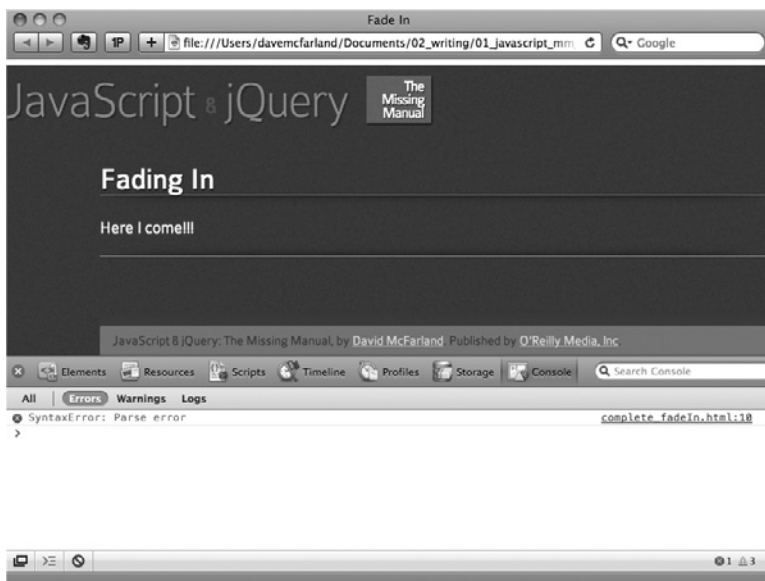 Fade In
1P + file:///Users/davemcfarland/Documents/02_writing/01_javascript_mm, Google
JavaScript & jQuery
The
Missing
Manual
Fading In
Here I come!!!
JavaScript & jQuery: The Missing Manual, by David McFarland. Published by O'Reilly Media, Inc
Elements Resources Scripts Timeline Profiles Storage Console Search Console
All Errors Warnings Logs
SyntaxError: Parse error complete_fadeIn.html:10
>
1 3